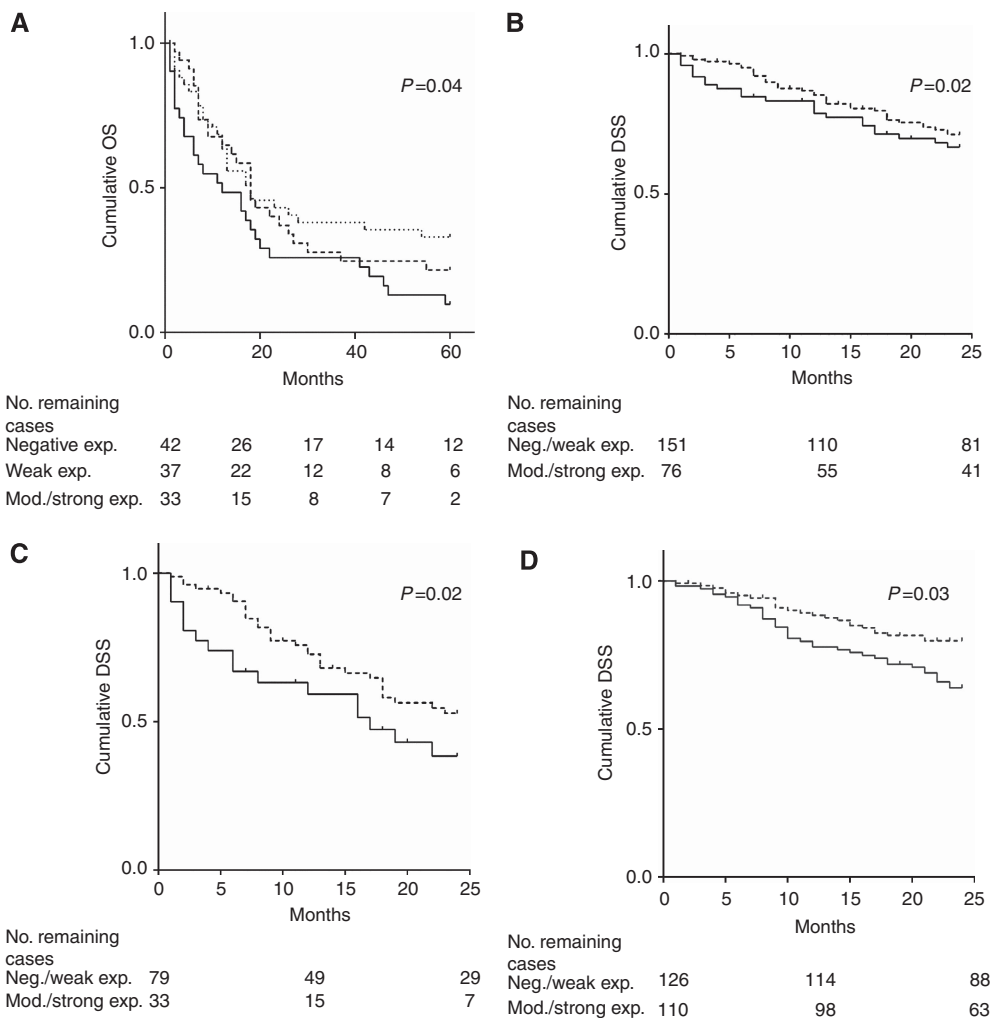 A
1.0
P=0.04
Cumulative OS
0.5
0.0
0 20 40 60
Months
No. remaining
cases
Negative exp. 42 26 17 14 12
Weak exp. 37 22 12 8 6
Mod./strong exp. 33 15 8 7 2
B
1.0
P=0.02
Cumulative DSS
0.5
0.0
0 5 10 15 20 25
Months
No. remaining
cases
Neg./weak exp. 151 110 81
Mod./strong exp. 76 55 41
C
1.0
P=0.02
Cumulative DSS
0.5
0.0
0 5 10 15 20 25
Months
No. remaining
cases
Neg./weak exp. 79 49 29
Mod./strong exp. 33 15 7
D
1.0
P=0.03
Cumulative DSS
0.5
0.0
0 5 10 15 20 25
Months
No. remaining
cases
Neg./weak exp. 126 114 88
Mod./strong exp. 110 98 63